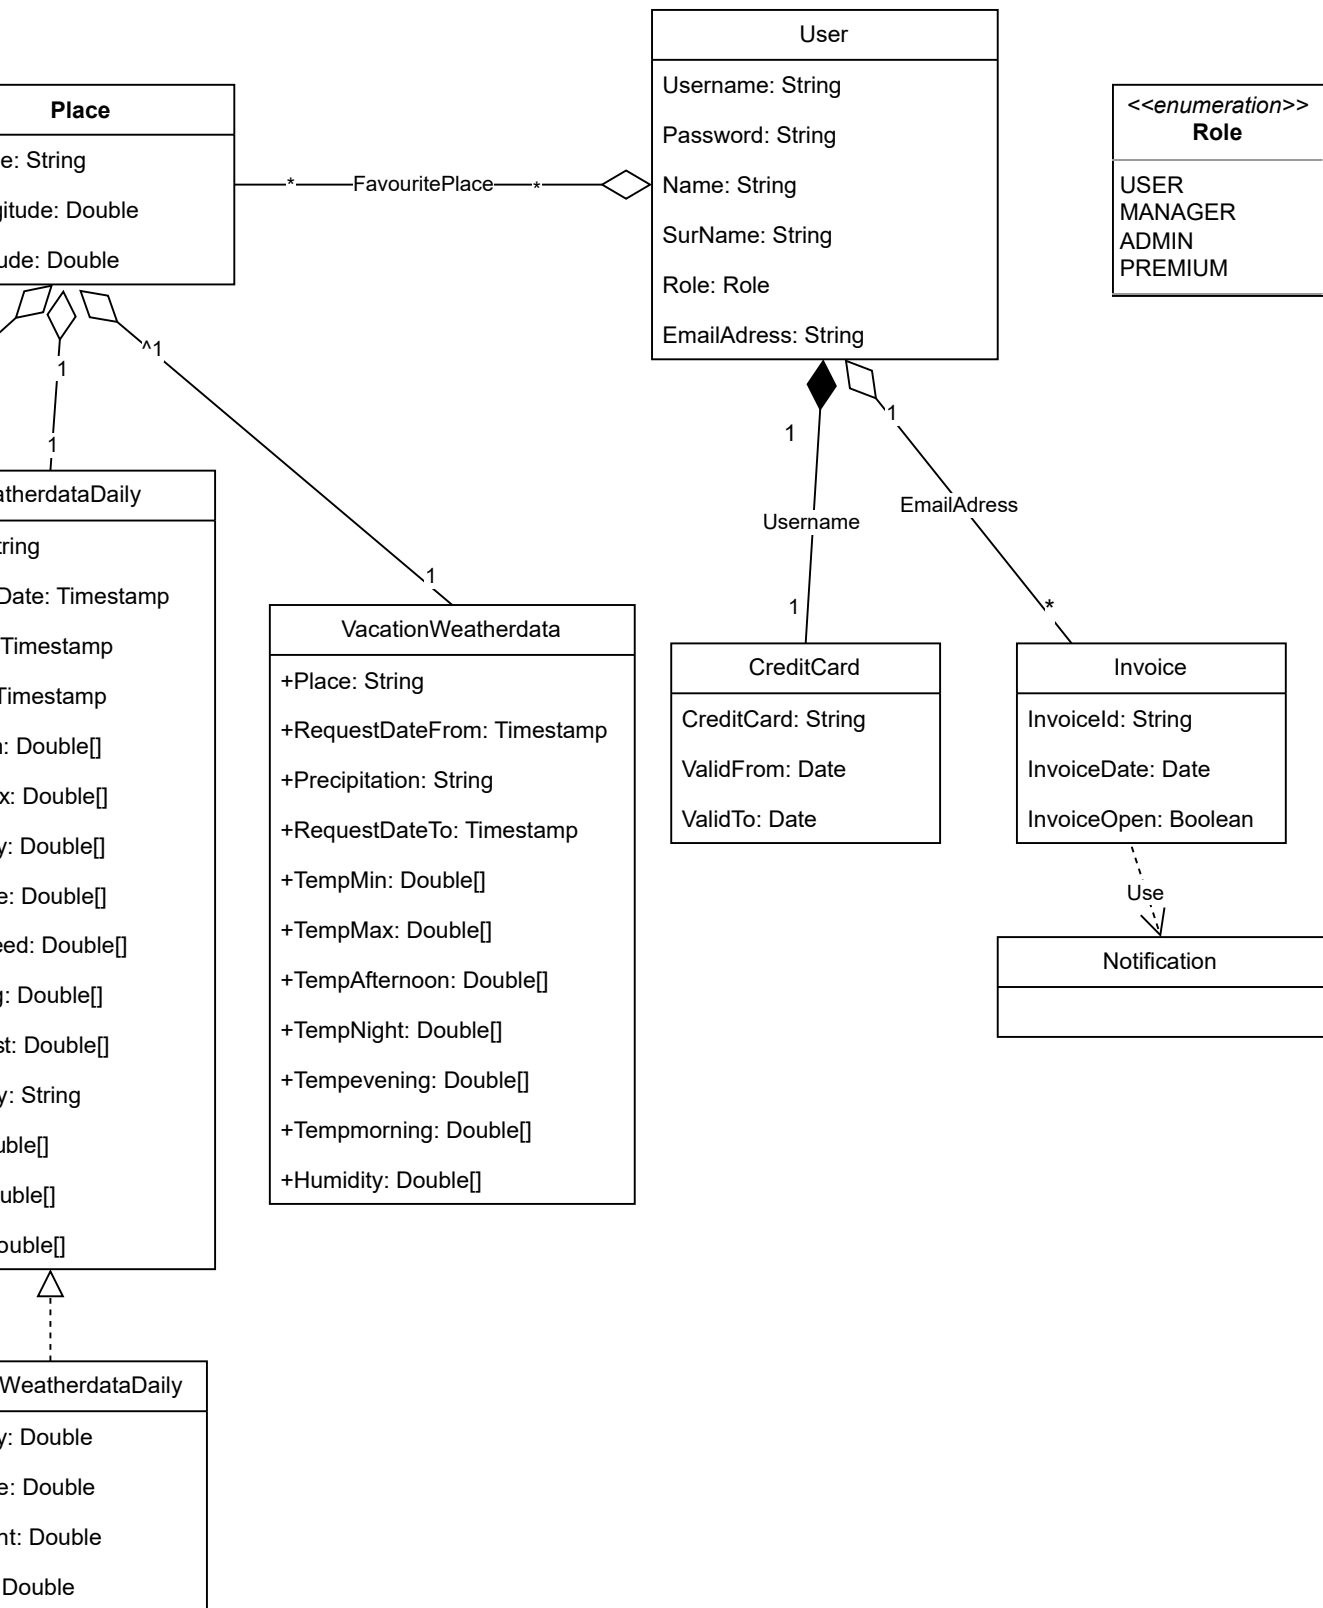 User
Username: String
Password: String
Name: String
SurName: String
Role: Role
EmailAdress: String
<<enumeration>>
Role
USER
MANAGER
ADMIN
PREMIUM
Place
e: String
gitude: Double
ude: Double
*
FavouritePlace
*
1
1
^1
1
1
Username
1
1
EmailAdress
*
atherdataDaily
tring
Date: Timestamp
Timestamp
Timestamp
: Double[]
x: Double[]
y: Double[]
e: Double[]
eed: Double[]
g: Double[]
st: Double[]
y: String
uble[]
uble[]
ouble[]
VacationWeatherdata
+Place: String
+RequestDateFrom: Timestamp
+Precipitation: String
+RequestDateTo: Timestamp
+TempMin: Double[]
+TempMax: Double[]
+TempAfternoon: Double[]
+TempNight: Double[]
+Tempevening: Double[]
+Tempmorning: Double[]
+Humidity: Double[]
CreditCard
CreditCard: String
ValidFrom: Date
ValidTo: Date
Invoice
InvoiceId: String
InvoiceDate: Date
InvoiceOpen: Boolean
Use
Notification
WeatherdataDaily
y: Double
e: Double
nt: Double
Double